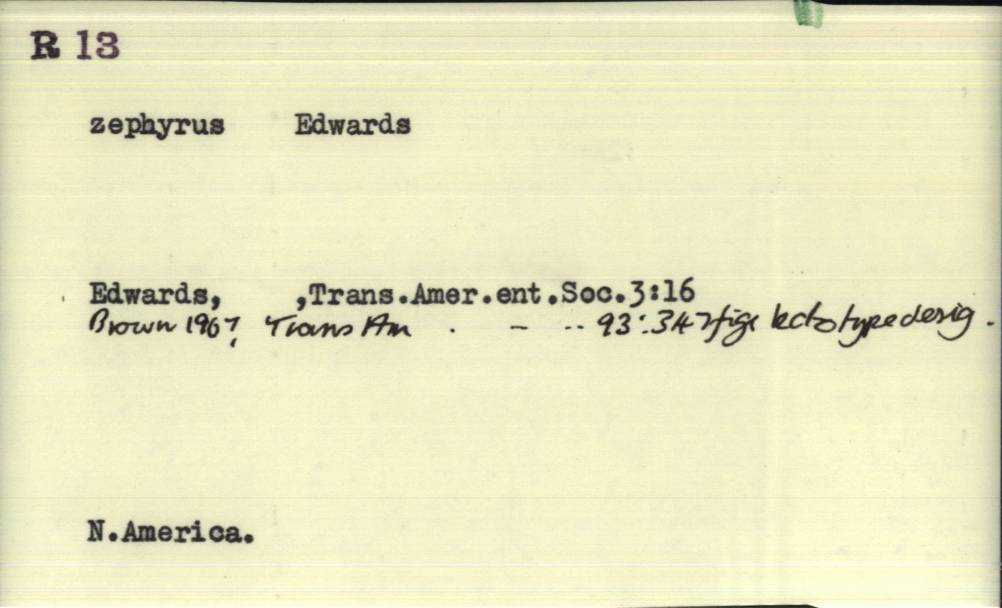 R 13
zephyrus Edwards
Edwards, ,Trans.Amer.ent.Soc.3:16
Brown 1967, Trans Am . - -- 93:347 figs lectotype desig.
N.America.